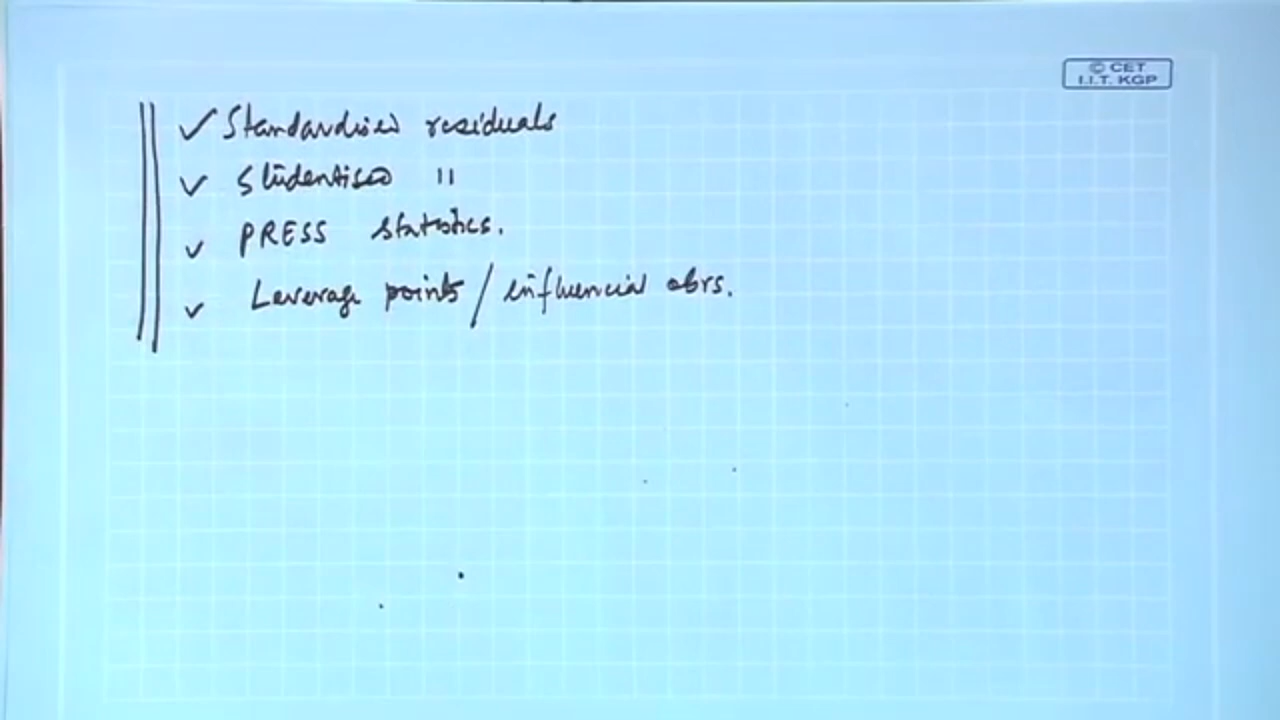 © CET
I.I.T. KGP
✓ Standardised residuals
✓ Studentised "
✓ PRESS statistics.
✓ Leverage points / influencial obrs.